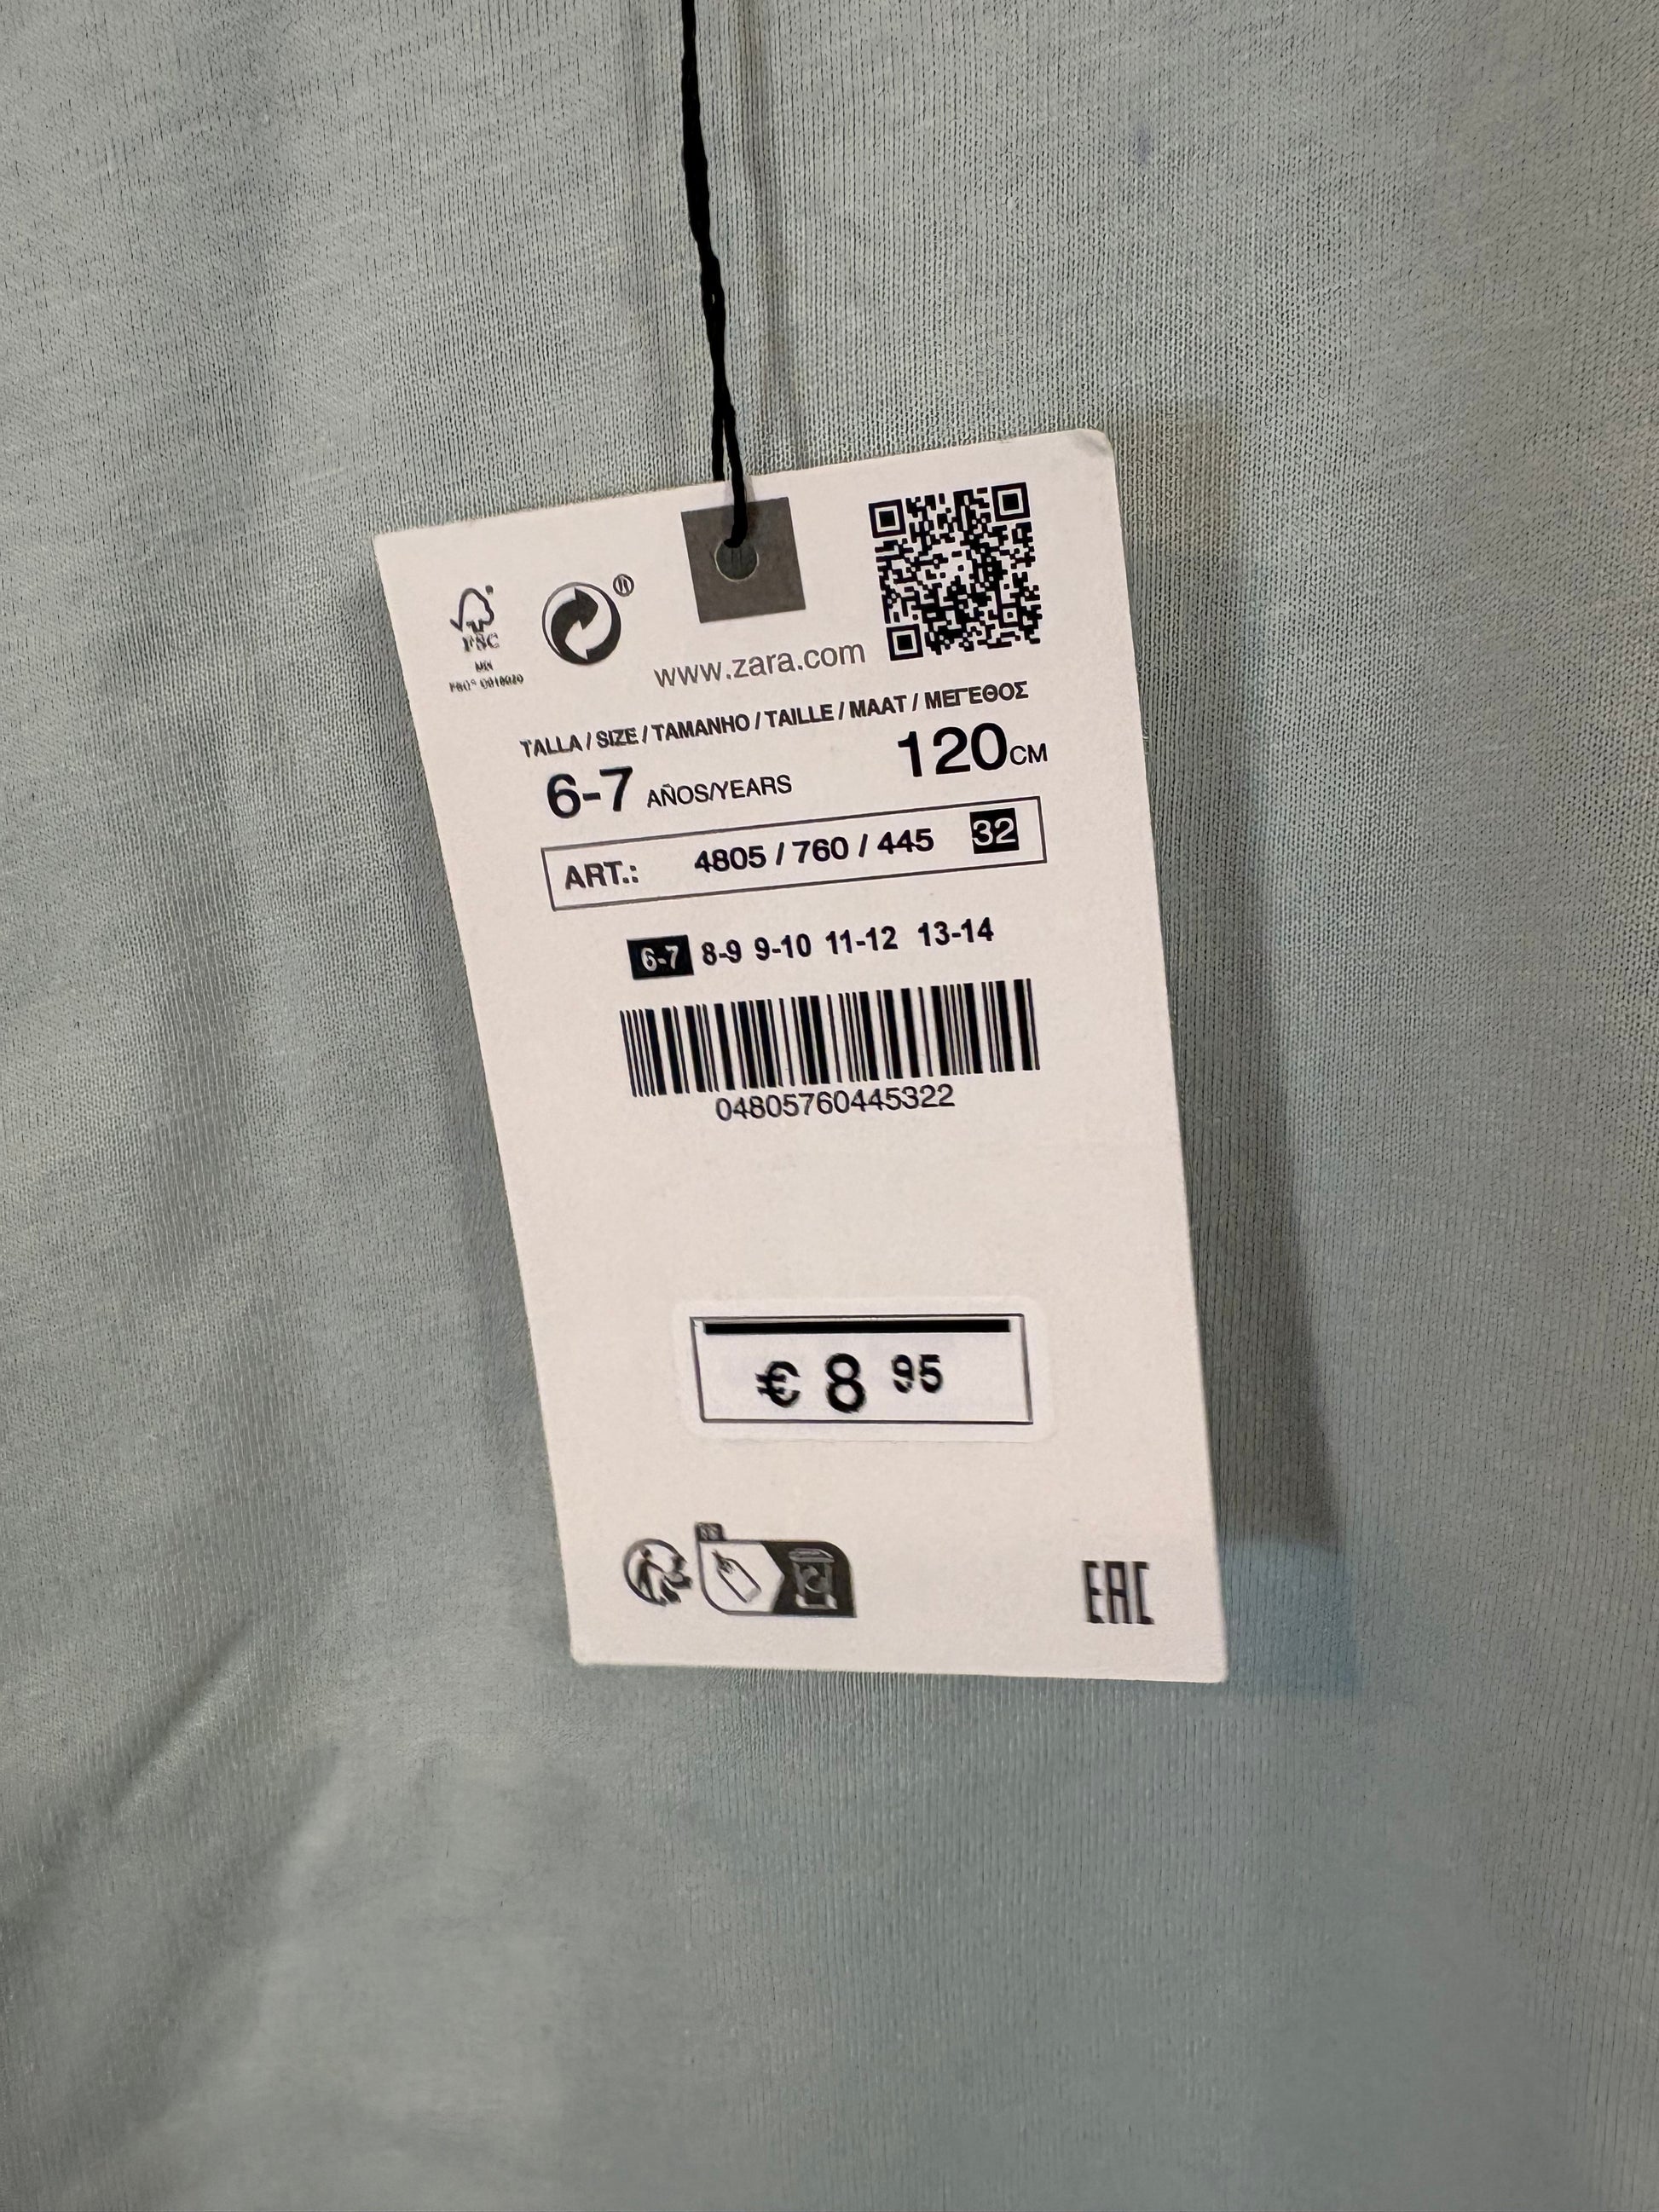 FSC
MIX
®
www.zara.com
TALLA / SIZE / TAMANHO / TAILLE / MAAT / ΜΕΓΕΘΟΣ
6-7 AÑOS/YEARS 120CM
ART.: 4805 / 760 / 445 32
6-7 8-9 9-10 11-12 13-14
04805760445322
€ 8 95
EAC